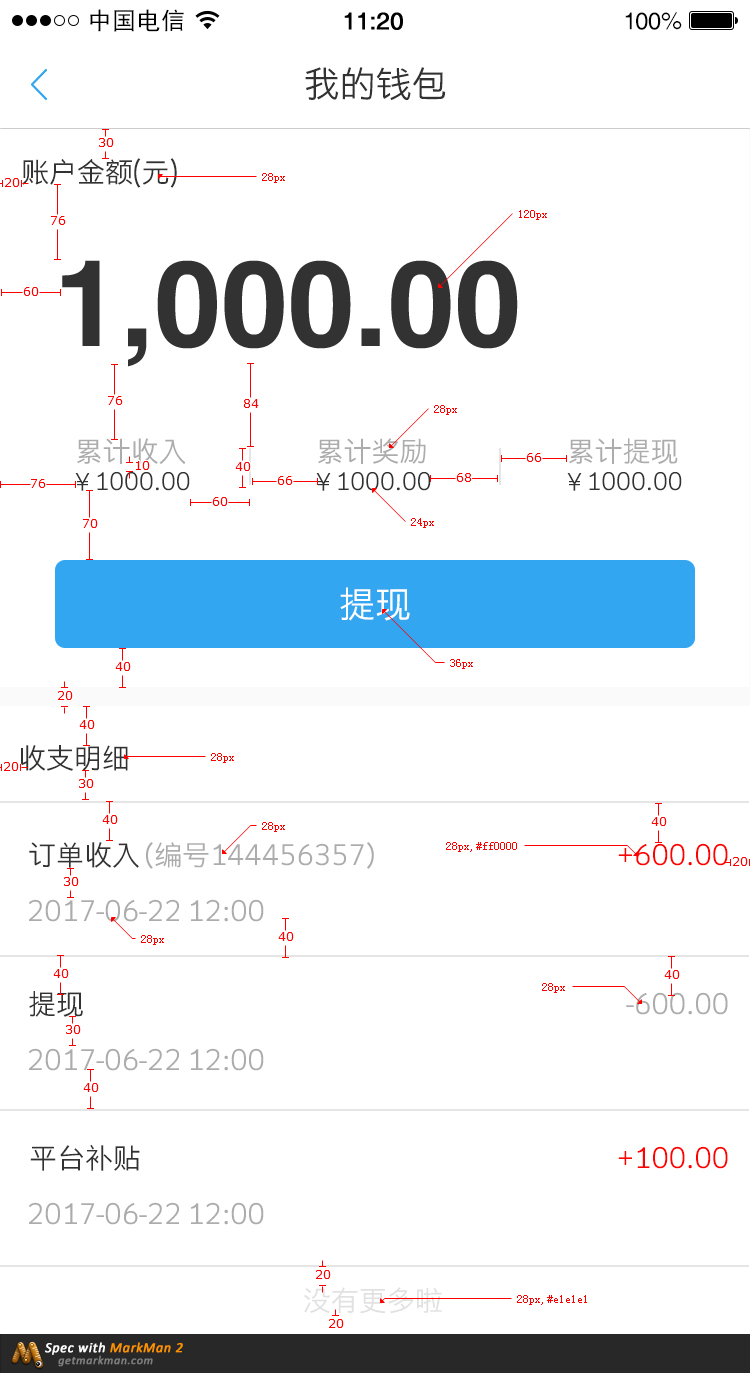 中国电信 11:20 100%
我的钱包
30
账户金额(元) 28px
20
76
120px
60 1,000.00
76 84
28px
累计收入 累计奖励 66 累计提现
10 40
76 ¥ 1000.00 66 ¥ 1000.00 68 ¥ 1000.00
60
70 24px
提现
40 36px
20
40
20 收支明细 28px
30
40 40
28px
订单收入(编号144456357) 28px, #ff0000 +600.00 20
30
2017-06-22 12:00
28px 40
40 40
提现 28px -600.00
30
2017-06-22 12:00
40
平台补贴 +100.00
2017-06-22 12:00
20
没有更多啦 28px, #e1e1e1
20
Spec with MarkMan 2
getmarkman.com